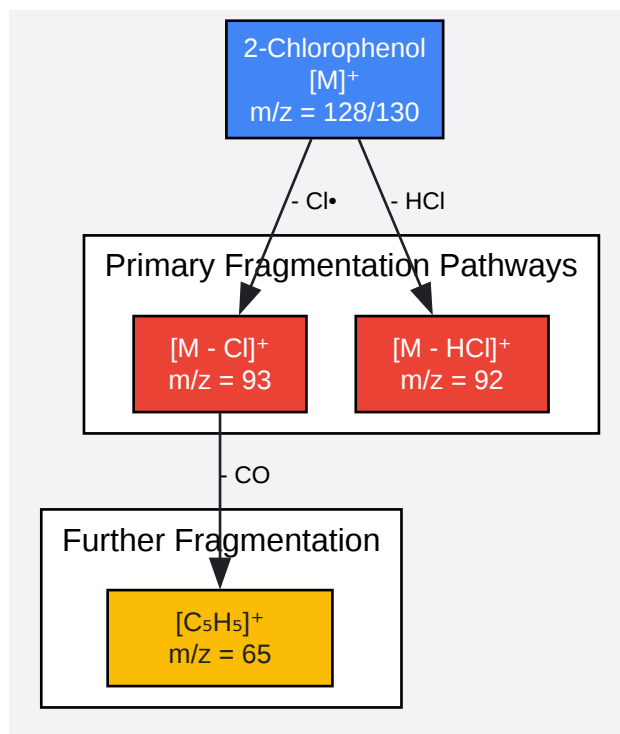 2-Chlorophenol
[M]⁺
m/z = 128/130
- Cl•
- HCl
Primary Fragmentation Pathways
[M - Cl]⁺
m/z = 93
[M - HCl]⁺
m/z = 92
- CO
Further Fragmentation
[C₅H₅]⁺
m/z = 65